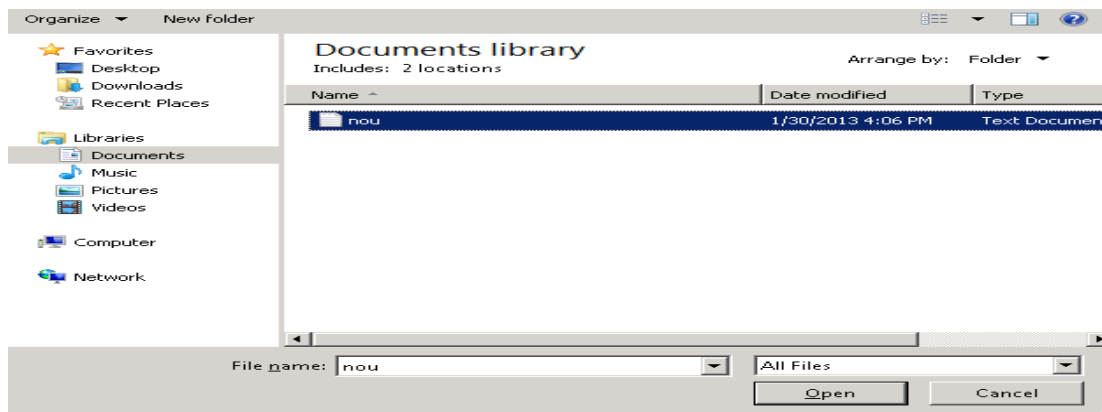 Organize New folder
Favorites
Desktop
Downloads
Recent Places
Libraries
Documents
Music
Pictures
Videos
Computer
Network
Documents library
Includes: 2 locations
Arrange by: Folder
Name Date modified Type
nou 1/30/2013 4:06 PM Text Documen
File name: nou All Files
Open Cancel